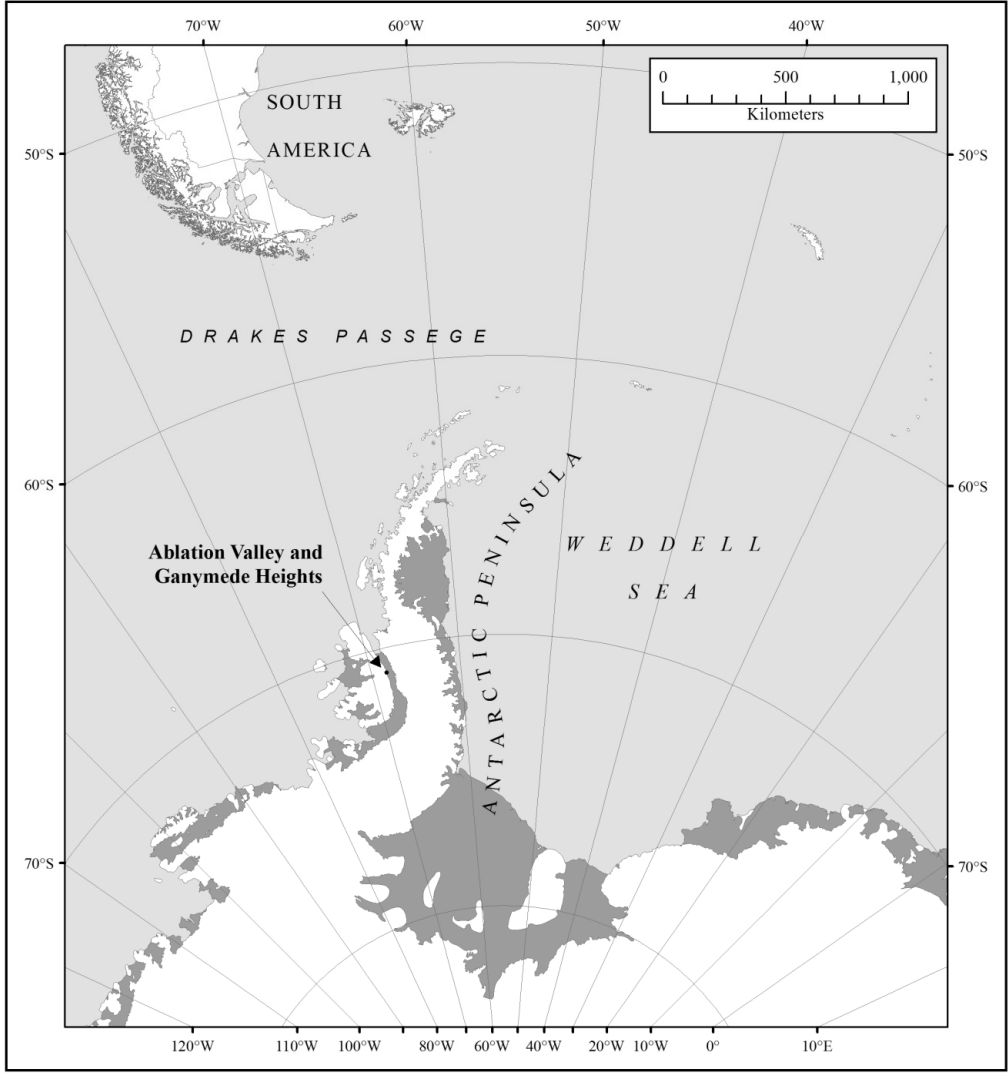 70°W 60°W 50°W 40°W
0 500 1,000
Kilometers
SOUTH
AMERICA
50°S 50°S
DRAKES PASSEGE
60°S 60°S
ANTARCTIC PENINSULA
WEDDELL
SEA
Ablation Valley and
Ganymede Heights
70°S 70°S
120°W 110°W 100°W 80°W 60°W 40°W 20°W 10°W 0° 10°E